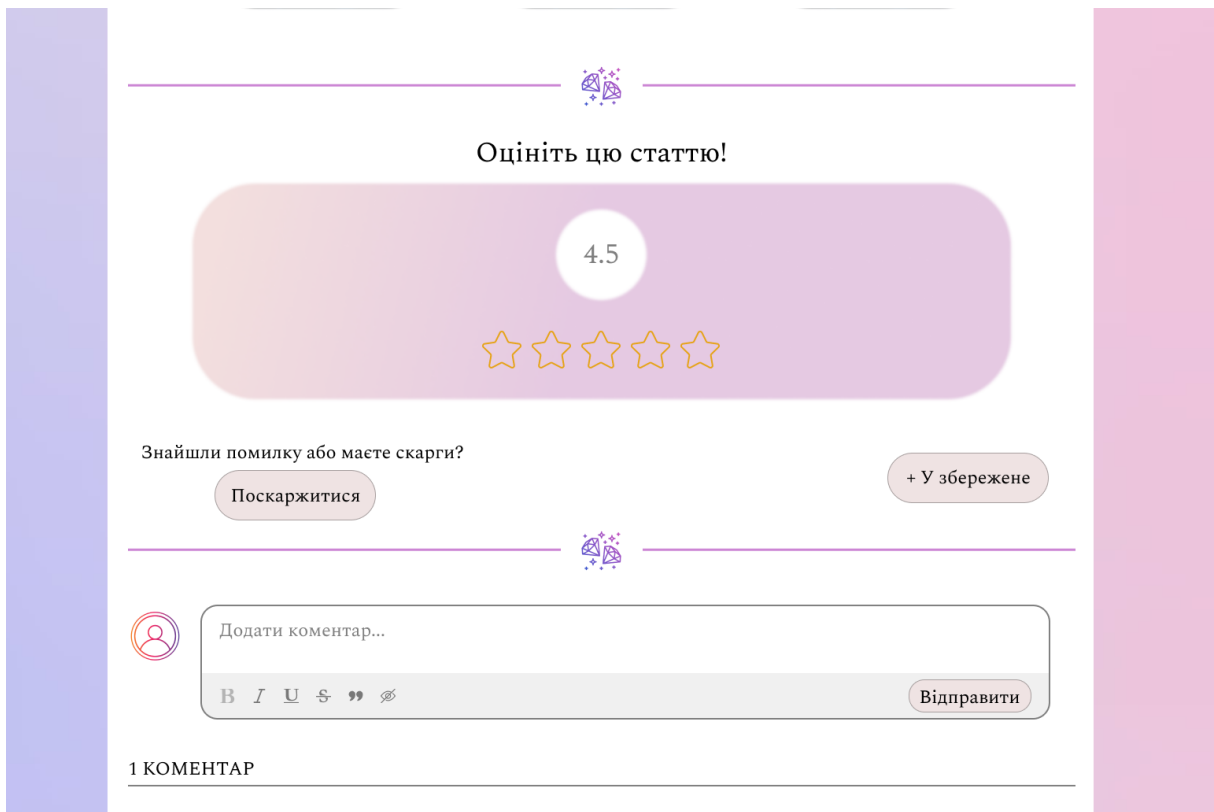 Оцініть цю статтю!
4.5
Знайшли помилку або маєте скарги?
Поскаржитися
+ У збережене
Додати коментар...
B I U S
Відправити
1 КОМЕНТАР